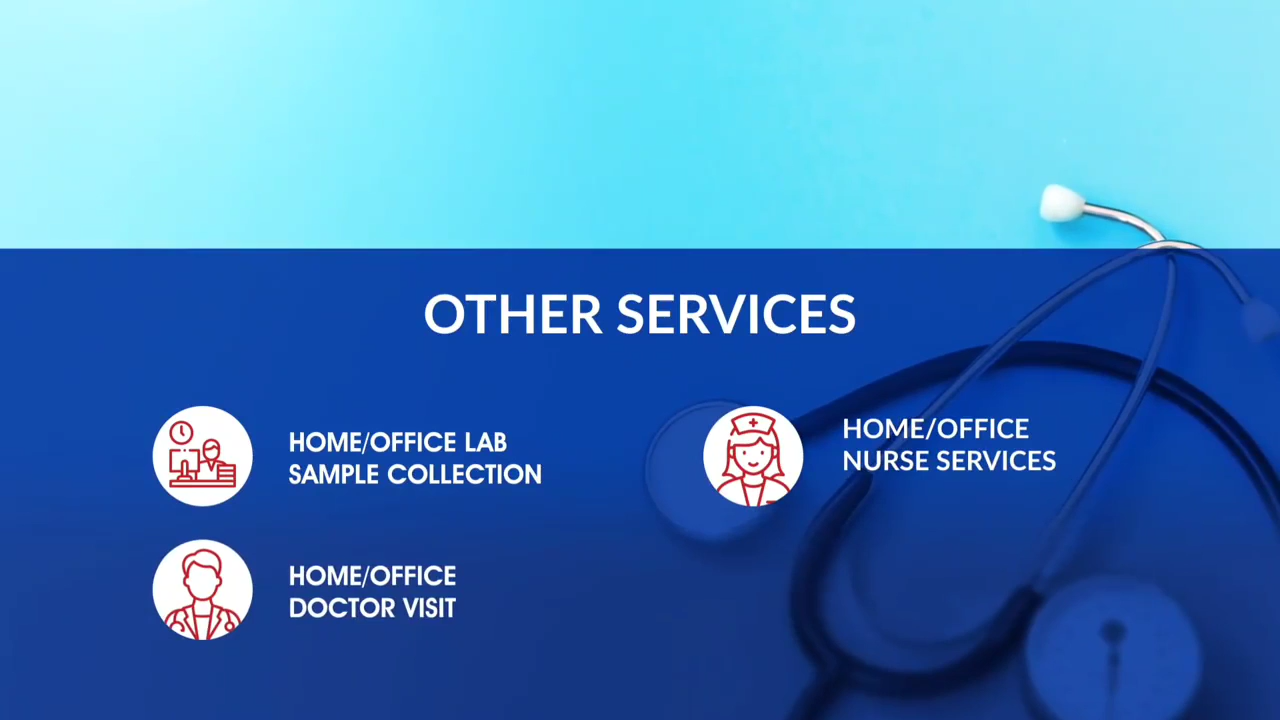 OTHER SERVICES
HOME/OFFICE LAB
SAMPLE COLLECTION
HOME/OFFICE
NURSE SERVICES
HOME/OFFICE
DOCTOR VISIT